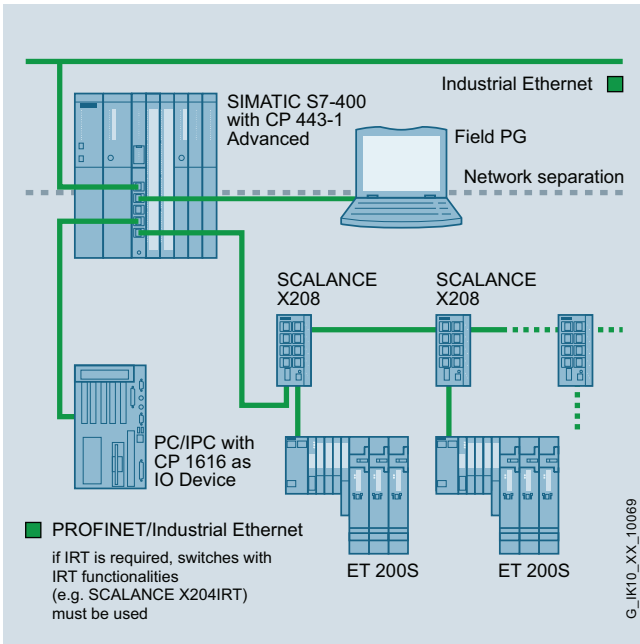 Industrial Ethernet
SIMATIC S7-400
with CP 443-1
Advanced
Field PG
Network separation
SCALANCE
X208
SCALANCE
X208
PC/IPC with
CP 1616 as
IO Device
PROFINET/Industrial Ethernet
if IRT is required, switches with
IRT functionalities
(e.g. SCALANCE X204IRT)
must be used
ET 200S
ET 200S
G_IK10_XX_10069